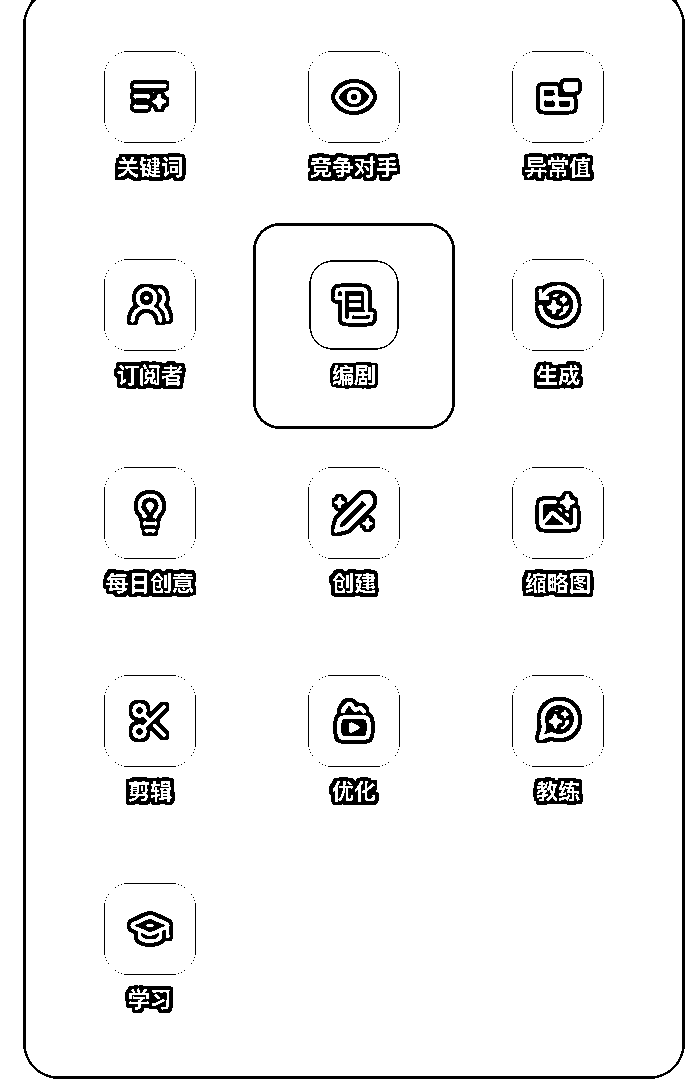 关键词
竞争对手
异常值
订阅者
编剧
生成
每日创意
创建
缩略图
剪辑
优化
教练
学习